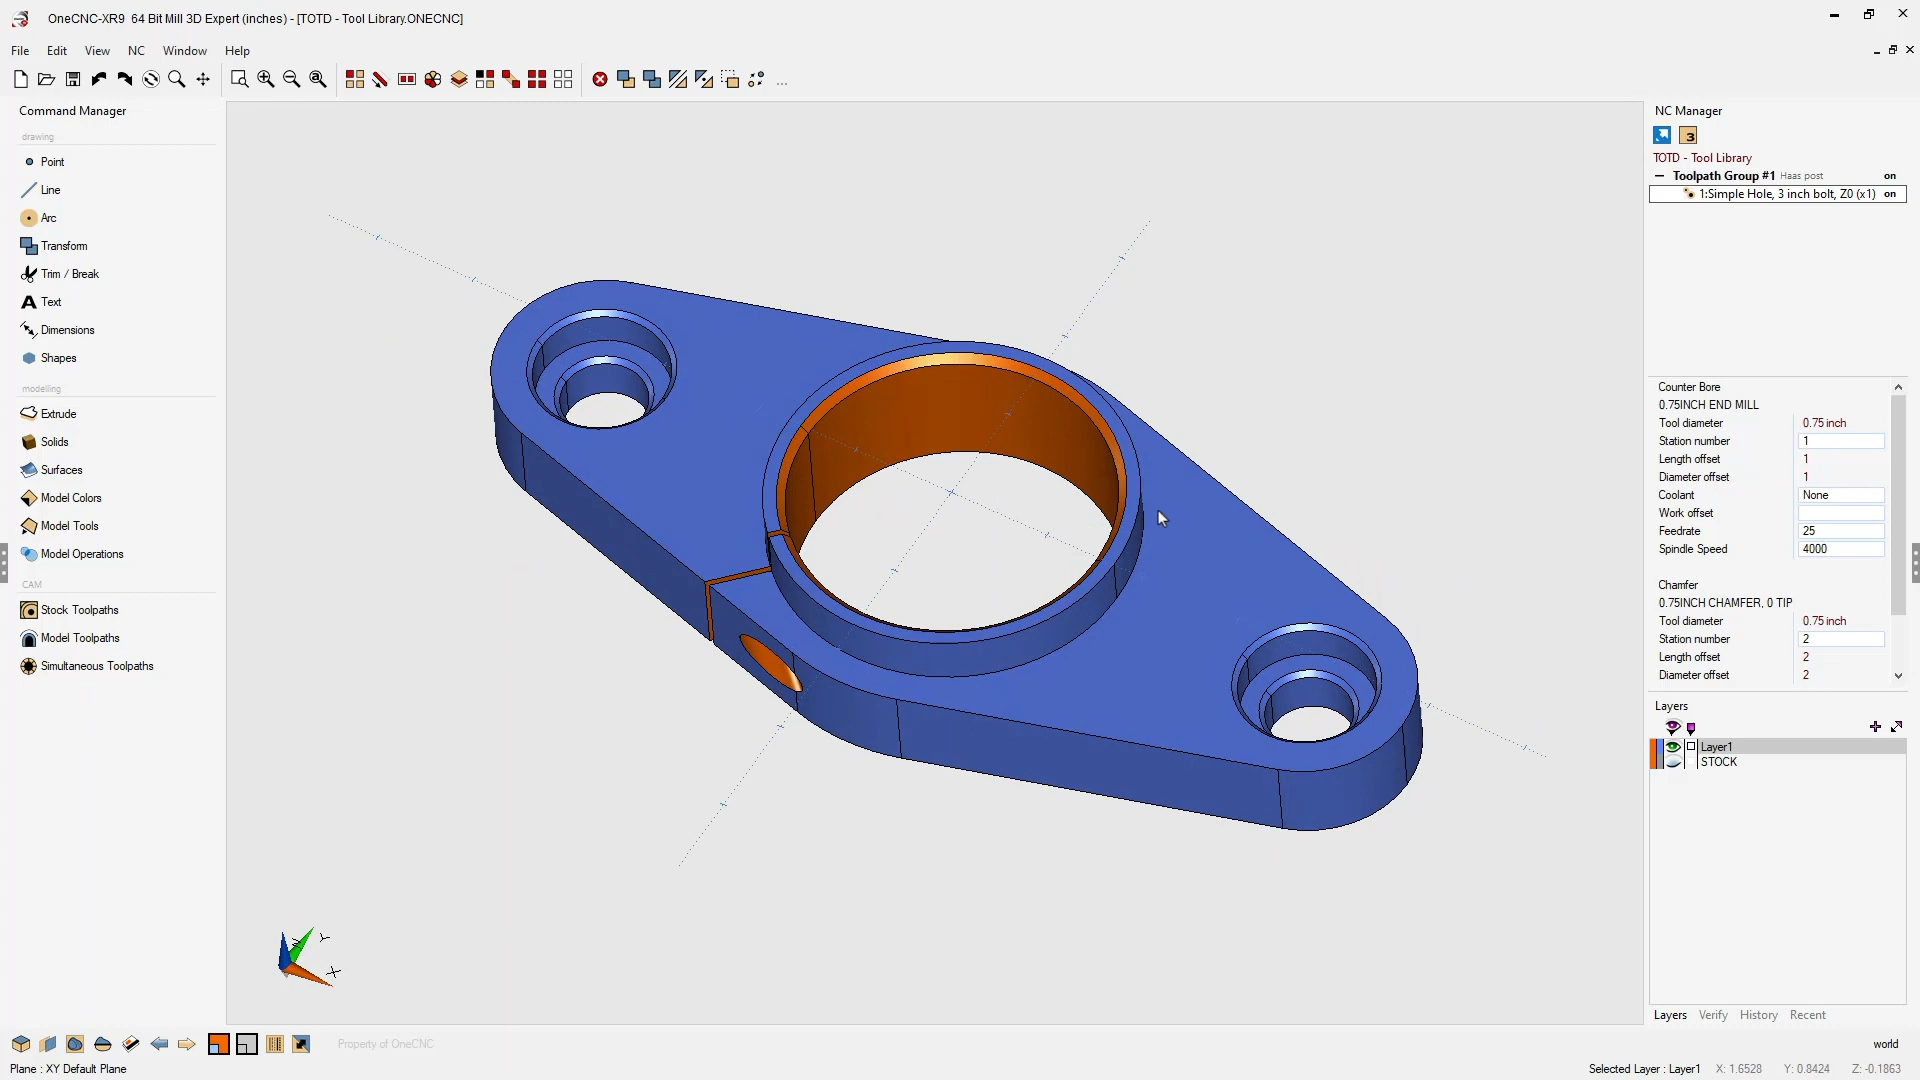 OneCNC-XR9  64 Bit Mill 3D Expert (inches) - [TOTD - Tool Library.ONECNC]
File Edit View NC Window Help
...
Command Manager
drawing
Point
Line
Arc
Transform
Trim / Break
Text
Dimensions
Shapes
modelling
Extrude
Solids
Surfaces
Model Colors
Model Tools
Model Operations
CAM
Stock Toolpaths
Model Toolpaths
Simultaneous Toolpaths
Y
X
NC Manager
3
TOTD - Tool Library
Toolpath Group #1 Haas post on
1:Simple Hole, 3 inch bolt, Z0 (x1) on
Counter Bore
0.75INCH END MILL
Tool diameter 0.75 inch
Station number 1
Length offset 1
Diameter offset 1
Coolant None
Work offset
Feedrate 25
Spindle Speed 4000
Chamfer
0.75INCH CHAMFER, 0 TIP
Tool diameter 0.75 inch
Station number 2
Length offset 2
Diameter offset 2
Layers
Layer1
STOCK
Layers Verify History Recent
Property of OneCNC
world
Plane : XY Default Plane
Selected Layer : Layer1 X: 1.6528 Y: 0.8424 Z: -0.1863